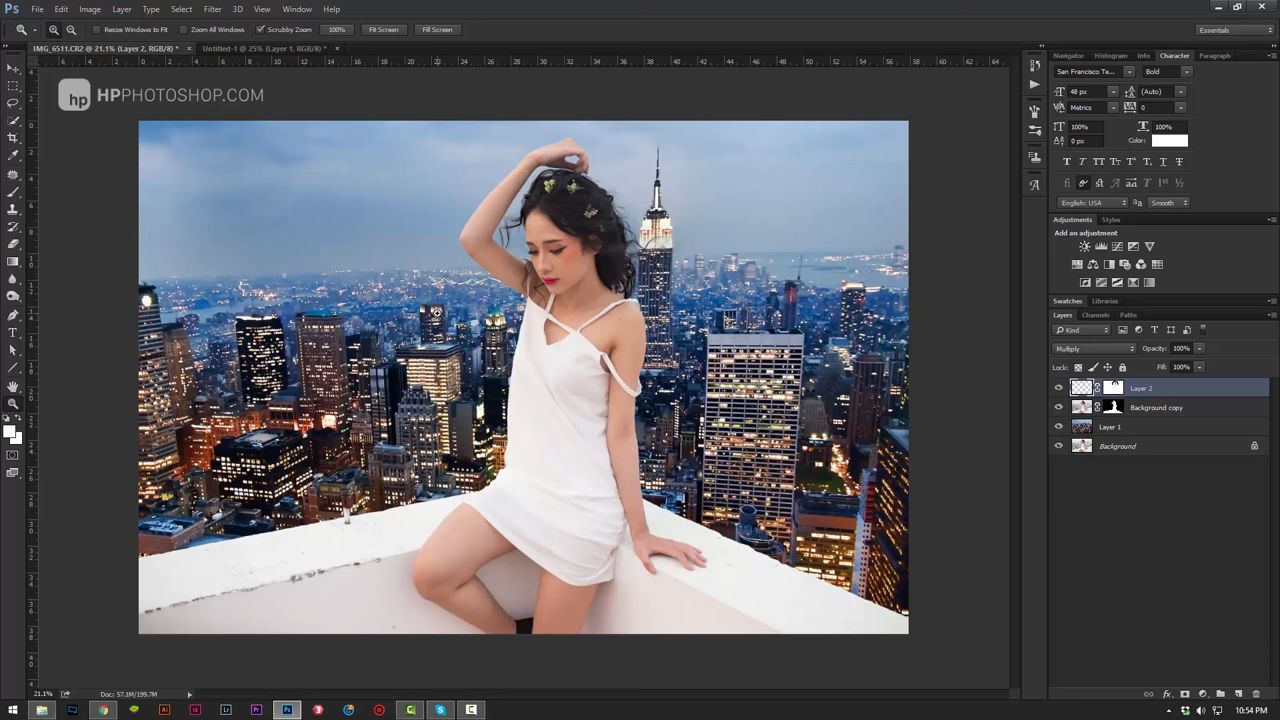 Ps File Edit Image Layer Type Select Filter 3D View Window Help
Resize Windows to Fit Zoom All Windows Scrubby Zoom 100% Fit Screen Fill Screen Essentials
IMG_6511.CR2 @ 21.1% (Layer 2, RGB/8) * × Untitled-1 @ 25% (Layer 1, RGB/8) * ×
hp HPPHOTOSHOP.COM
Navigator Histogram Info Character Paragraph
San Francisco Te... Bold
48 px (Auto)
Metrics 0
100% 100%
0 px Color:
English: USA Smooth
Adjustments Styles
Add an adjustment
Swatches Libraries
Layers Channels Paths
Kind
Multiply Opacity: 100%
Lock: Fill: 100%
Layer 2
Background copy
Layer 1
Background
21.1% Doc: 57.1M/199.7M
10:54 PM